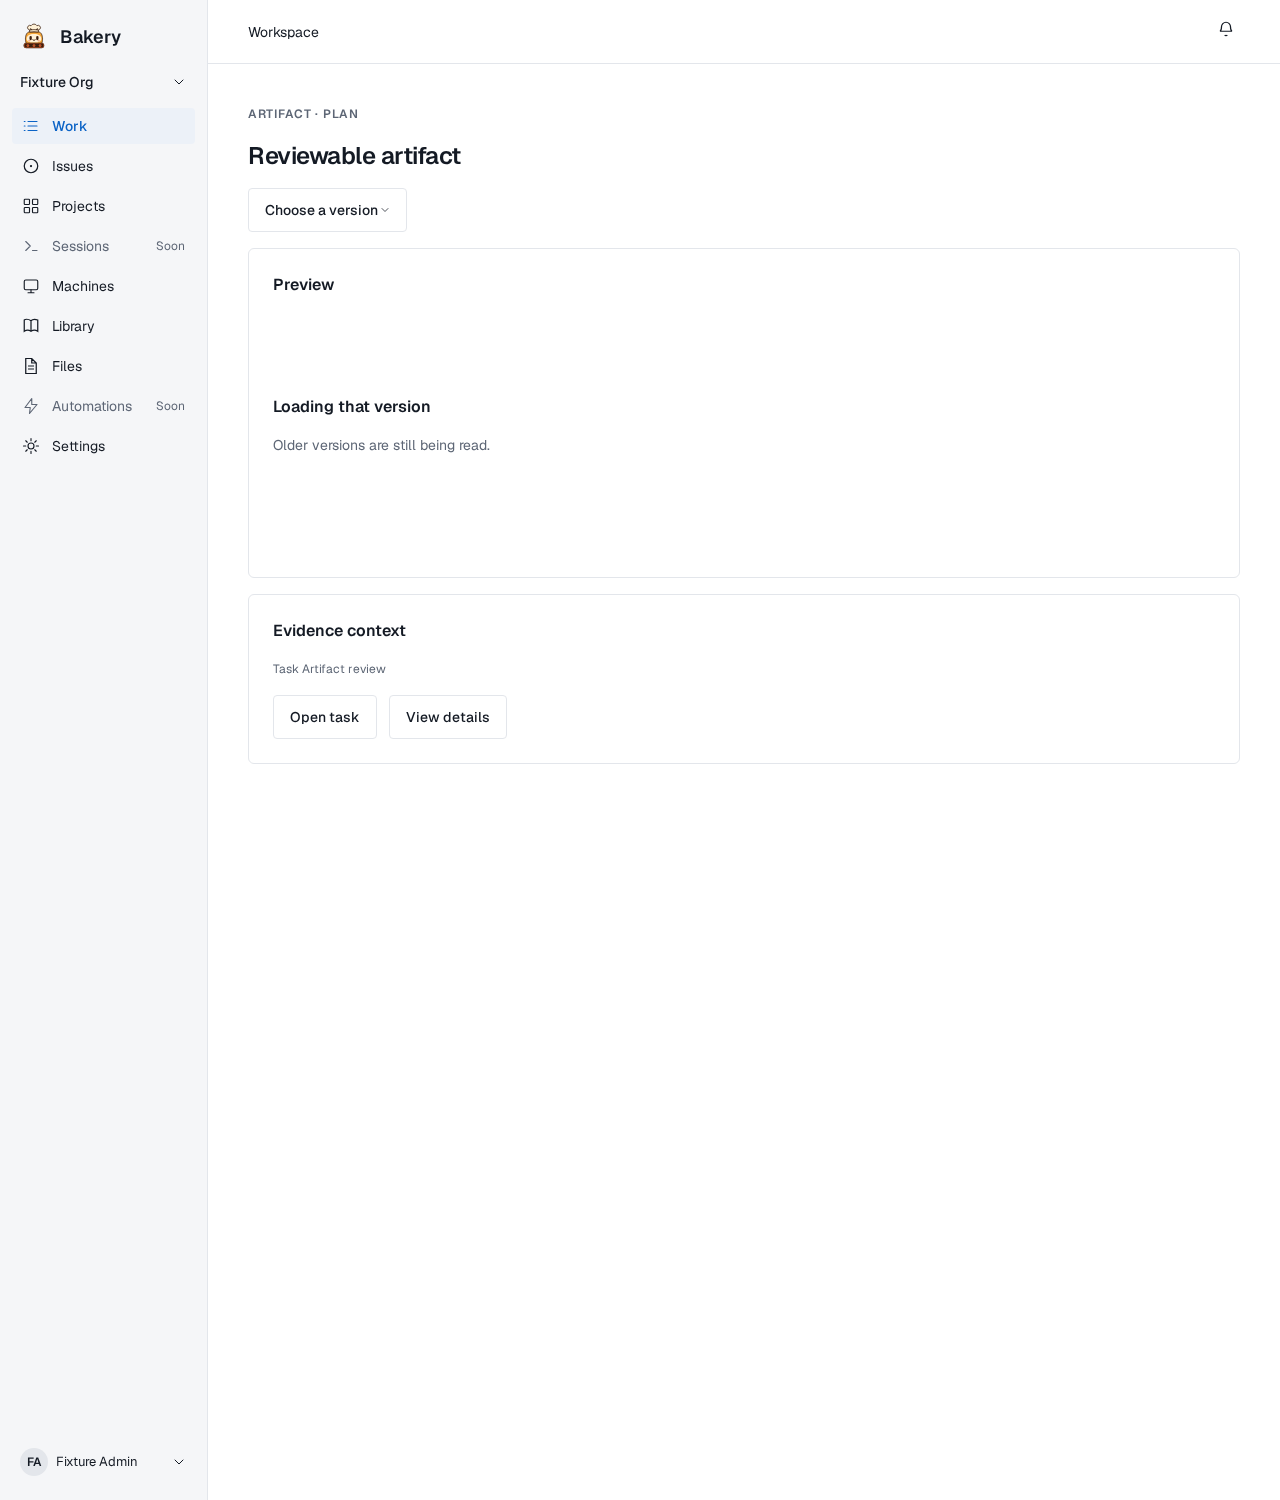 Bakery
Fixture Org
Work
Issues
Projects
Sessions Soon
Machines
Library
Files
Automations Soon
Settings
FA Fixture Admin
Workspace
ARTIFACT · PLAN
Reviewable artifact
Choose a version
Preview
Loading that version
Older versions are still being read.
Evidence context
Task Artifact review
Open task View details